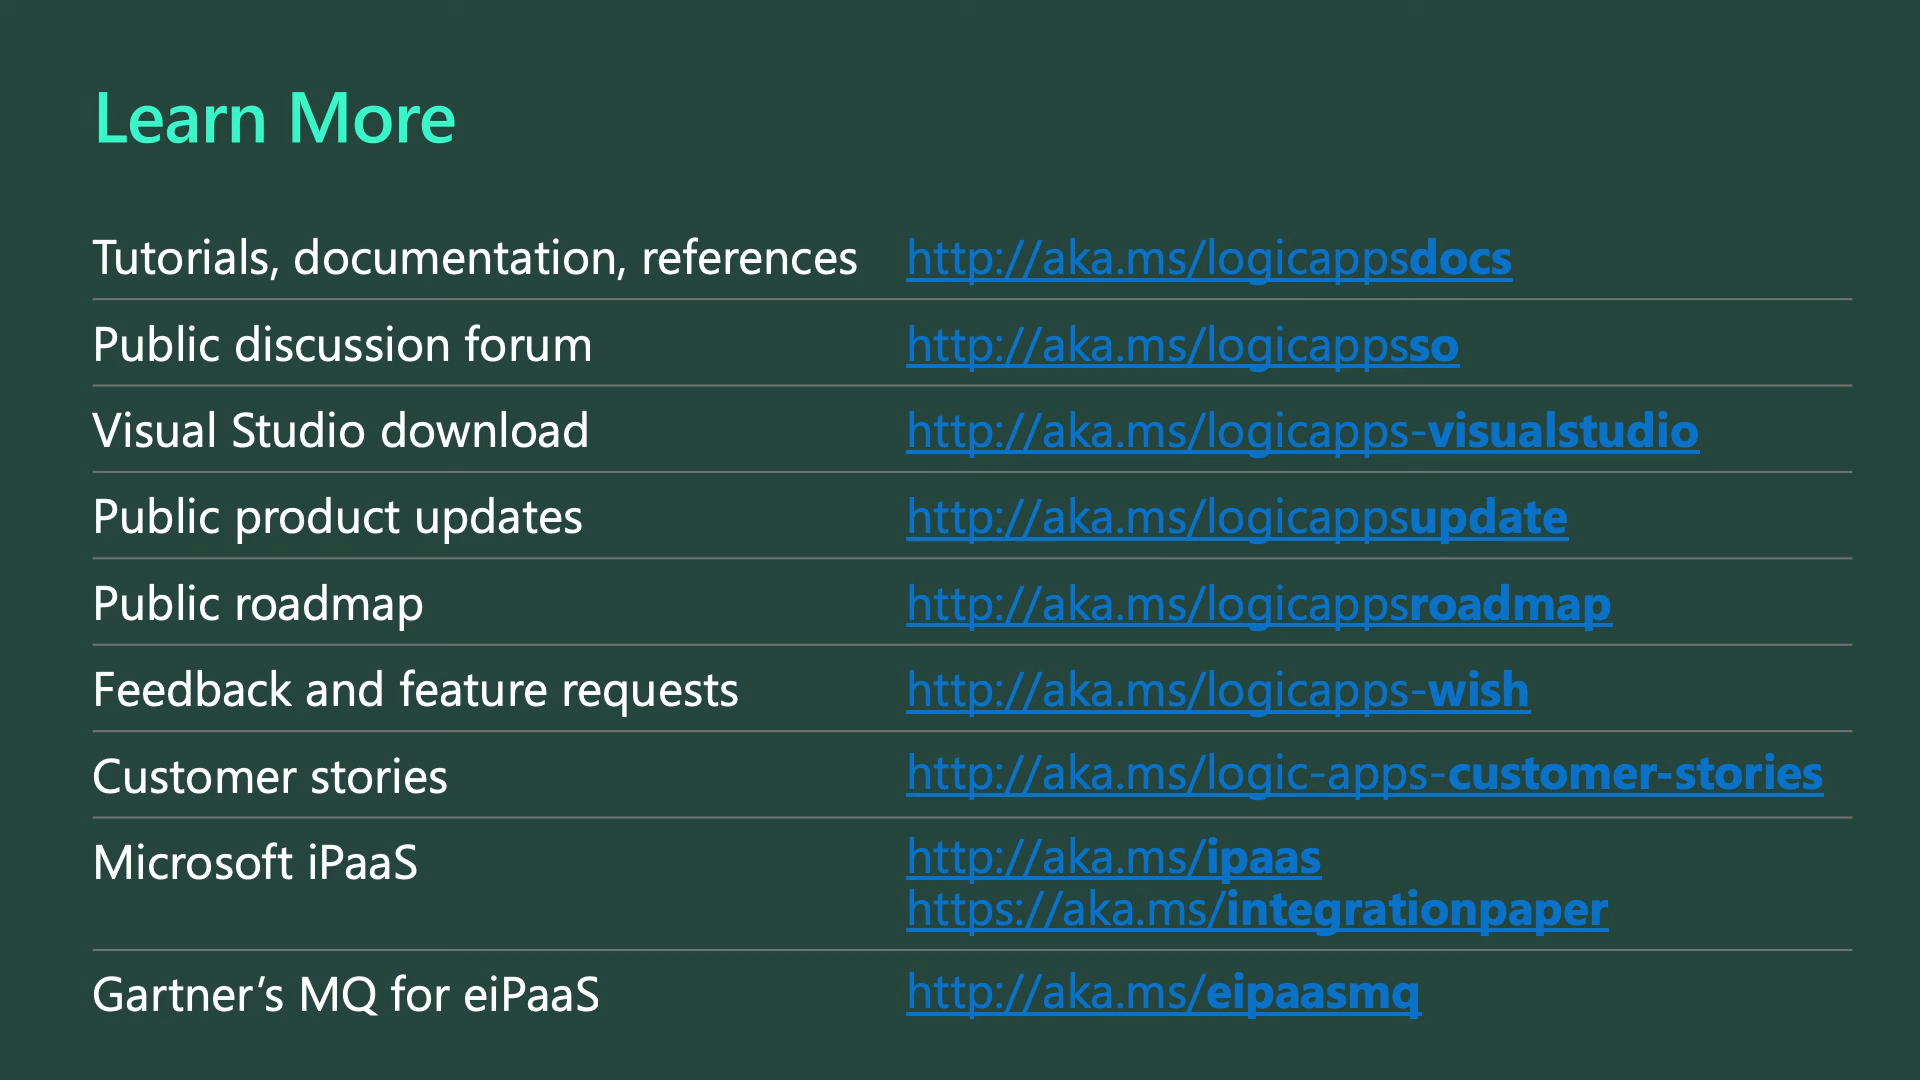 Learn More
Tutorials, documentation, references http://aka.ms/logicappsdocs
Public discussion forum http://aka.ms/logicappsso
Visual Studio download http://aka.ms/logicapps-visualstudio
Public product updates http://aka.ms/logicappsupdate
Public roadmap http://aka.ms/logicappsroadmap
Feedback and feature requests http://aka.ms/logicapps-wish
Customer stories http://aka.ms/logic-apps-customer-stories
Microsoft iPaaS http://aka.ms/ipaas
https://aka.ms/integrationpaper
Gartner’s MQ for eiPaaS http://aka.ms/eipaasmq